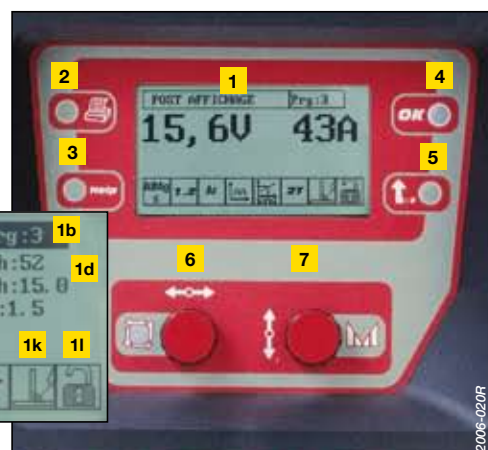 1
2
3
4
5
POST AFFICHAGE Prg:3
15,6V 43A
OK
Help
6
7
rg:3 1b
h:52
1d
h:15.0
:1.5
1k 1l
2006-020R